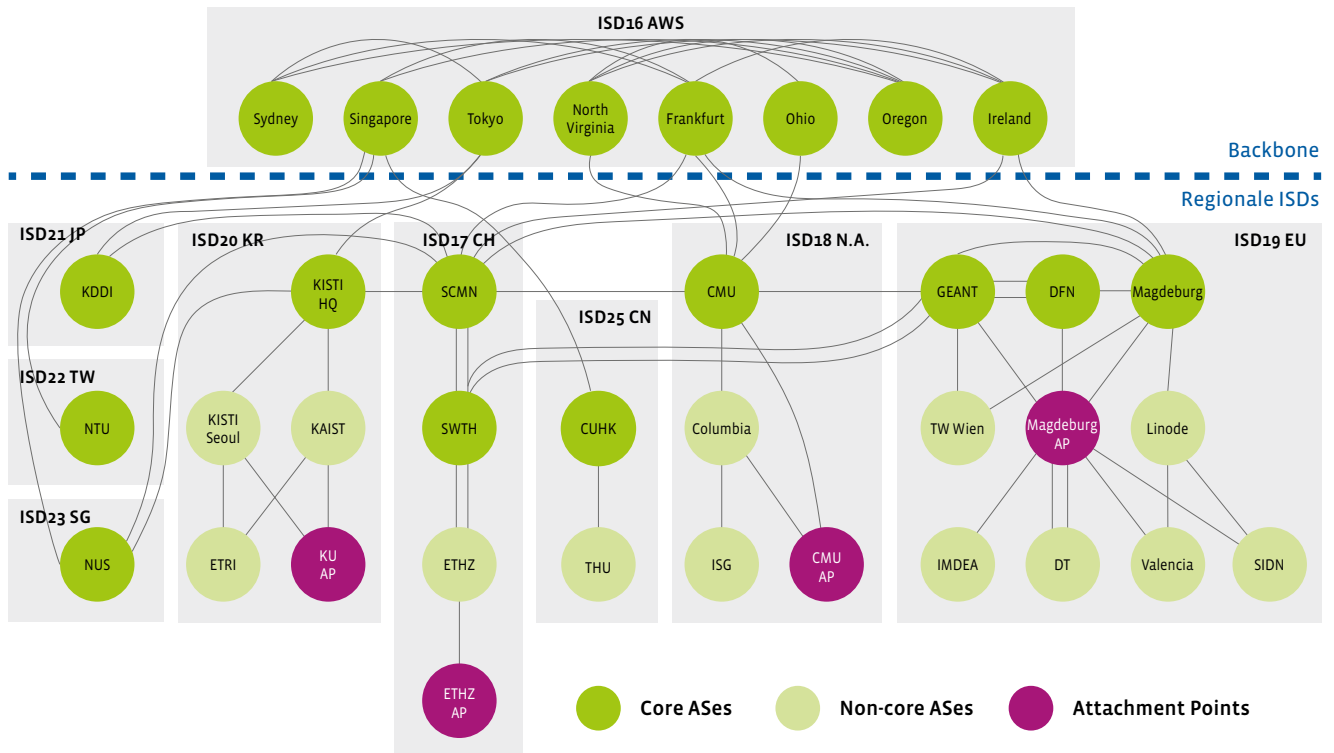 ISD16 AWS
Sydney
Singapore
Tokyo
North
Virginia
Frankfurt
Ohio
Oregon
Ireland
Backbone
Regionale ISDs
ISD21 JP
ISD20 KR
ISD17 CH
ISD18 N.A.
ISD19 EU
KDDI
KISTI
HQ
SCMN
CMU
GEANT
DFN
Magdeburg
ISD25 CN
ISD22 TW
NTU
KISTI
Seoul
KAIST
SWTH
CUHK
Columbia
TW Wien
Magdeburg
AP
Linode
ISD23 SG
NUS
ETRI
KU
AP
ETHZ
THU
ISG
CMU
AP
IMDEA
DT
Valencia
SIDN
ETHZ
AP
Core ASes
Non-core ASes
Attachment Points